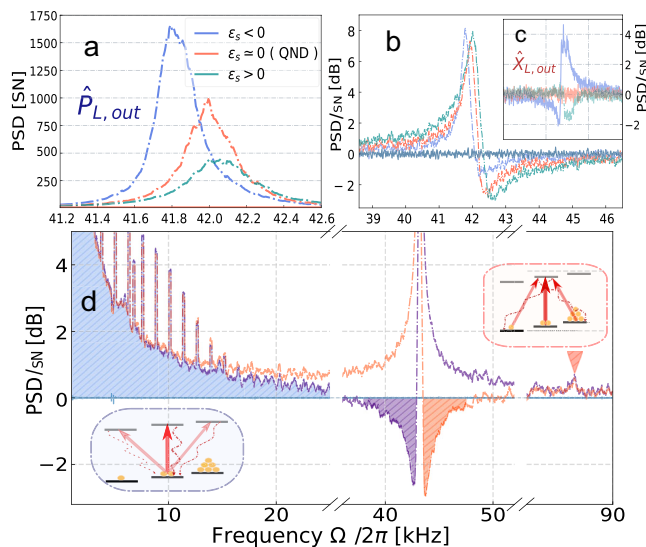 a
ε_s < 0
ε_s ≃ 0 ( QND )
ε_s > 0
P̂_{L, out}
PSD [SN]
1750
1500
1250
1000
750
500
250
41.2 41.4 41.6 41.8 42.0 42.2 42.4 42.6
b
PSD/_{SN} [dB]
8
6
4
2
0
−2
39 40 41 42 43 44 45 46
c
X̂_{L, out}
PSD/_{SN} [dB]
4
2
0
−2
d
PSD/_{SN} [dB]
4
2
0
−2
10 20 40 50 90
Frequency Ω /2π [kHz]